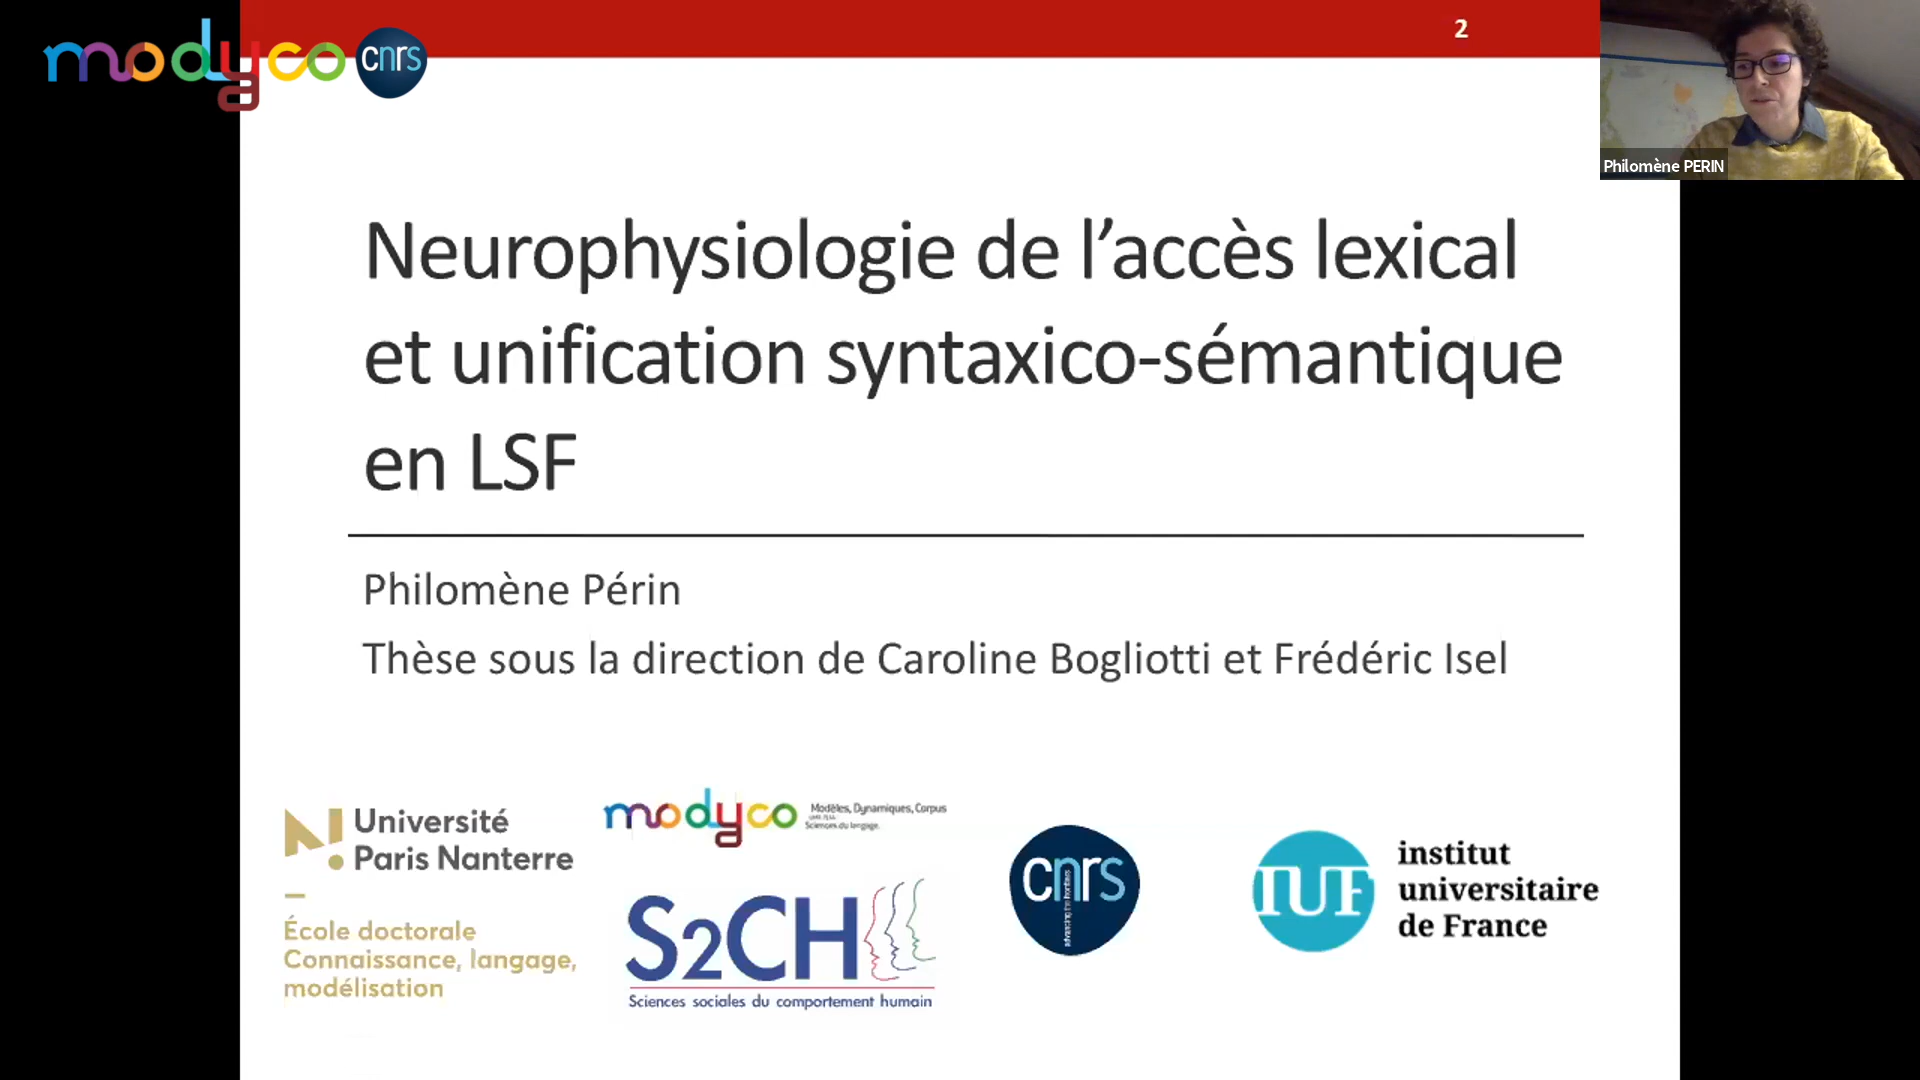 modyco cnrs
2
Philomène PERIN
Neurophysiologie de l’accès lexical
et unification syntaxico-sémantique
en LSF
Philomène Périn
Thèse sous la direction de Caroline Bogliotti et Frédéric Isel
Université
Paris Nanterre
École doctorale
Connaissance, langage,
modélisation
modyco
Modèles, Dynamiques, Corpus
Sciences du langage
S2CH
Sciences sociales du comportement humain
cnrs
IUF
institut
universitaire
de France